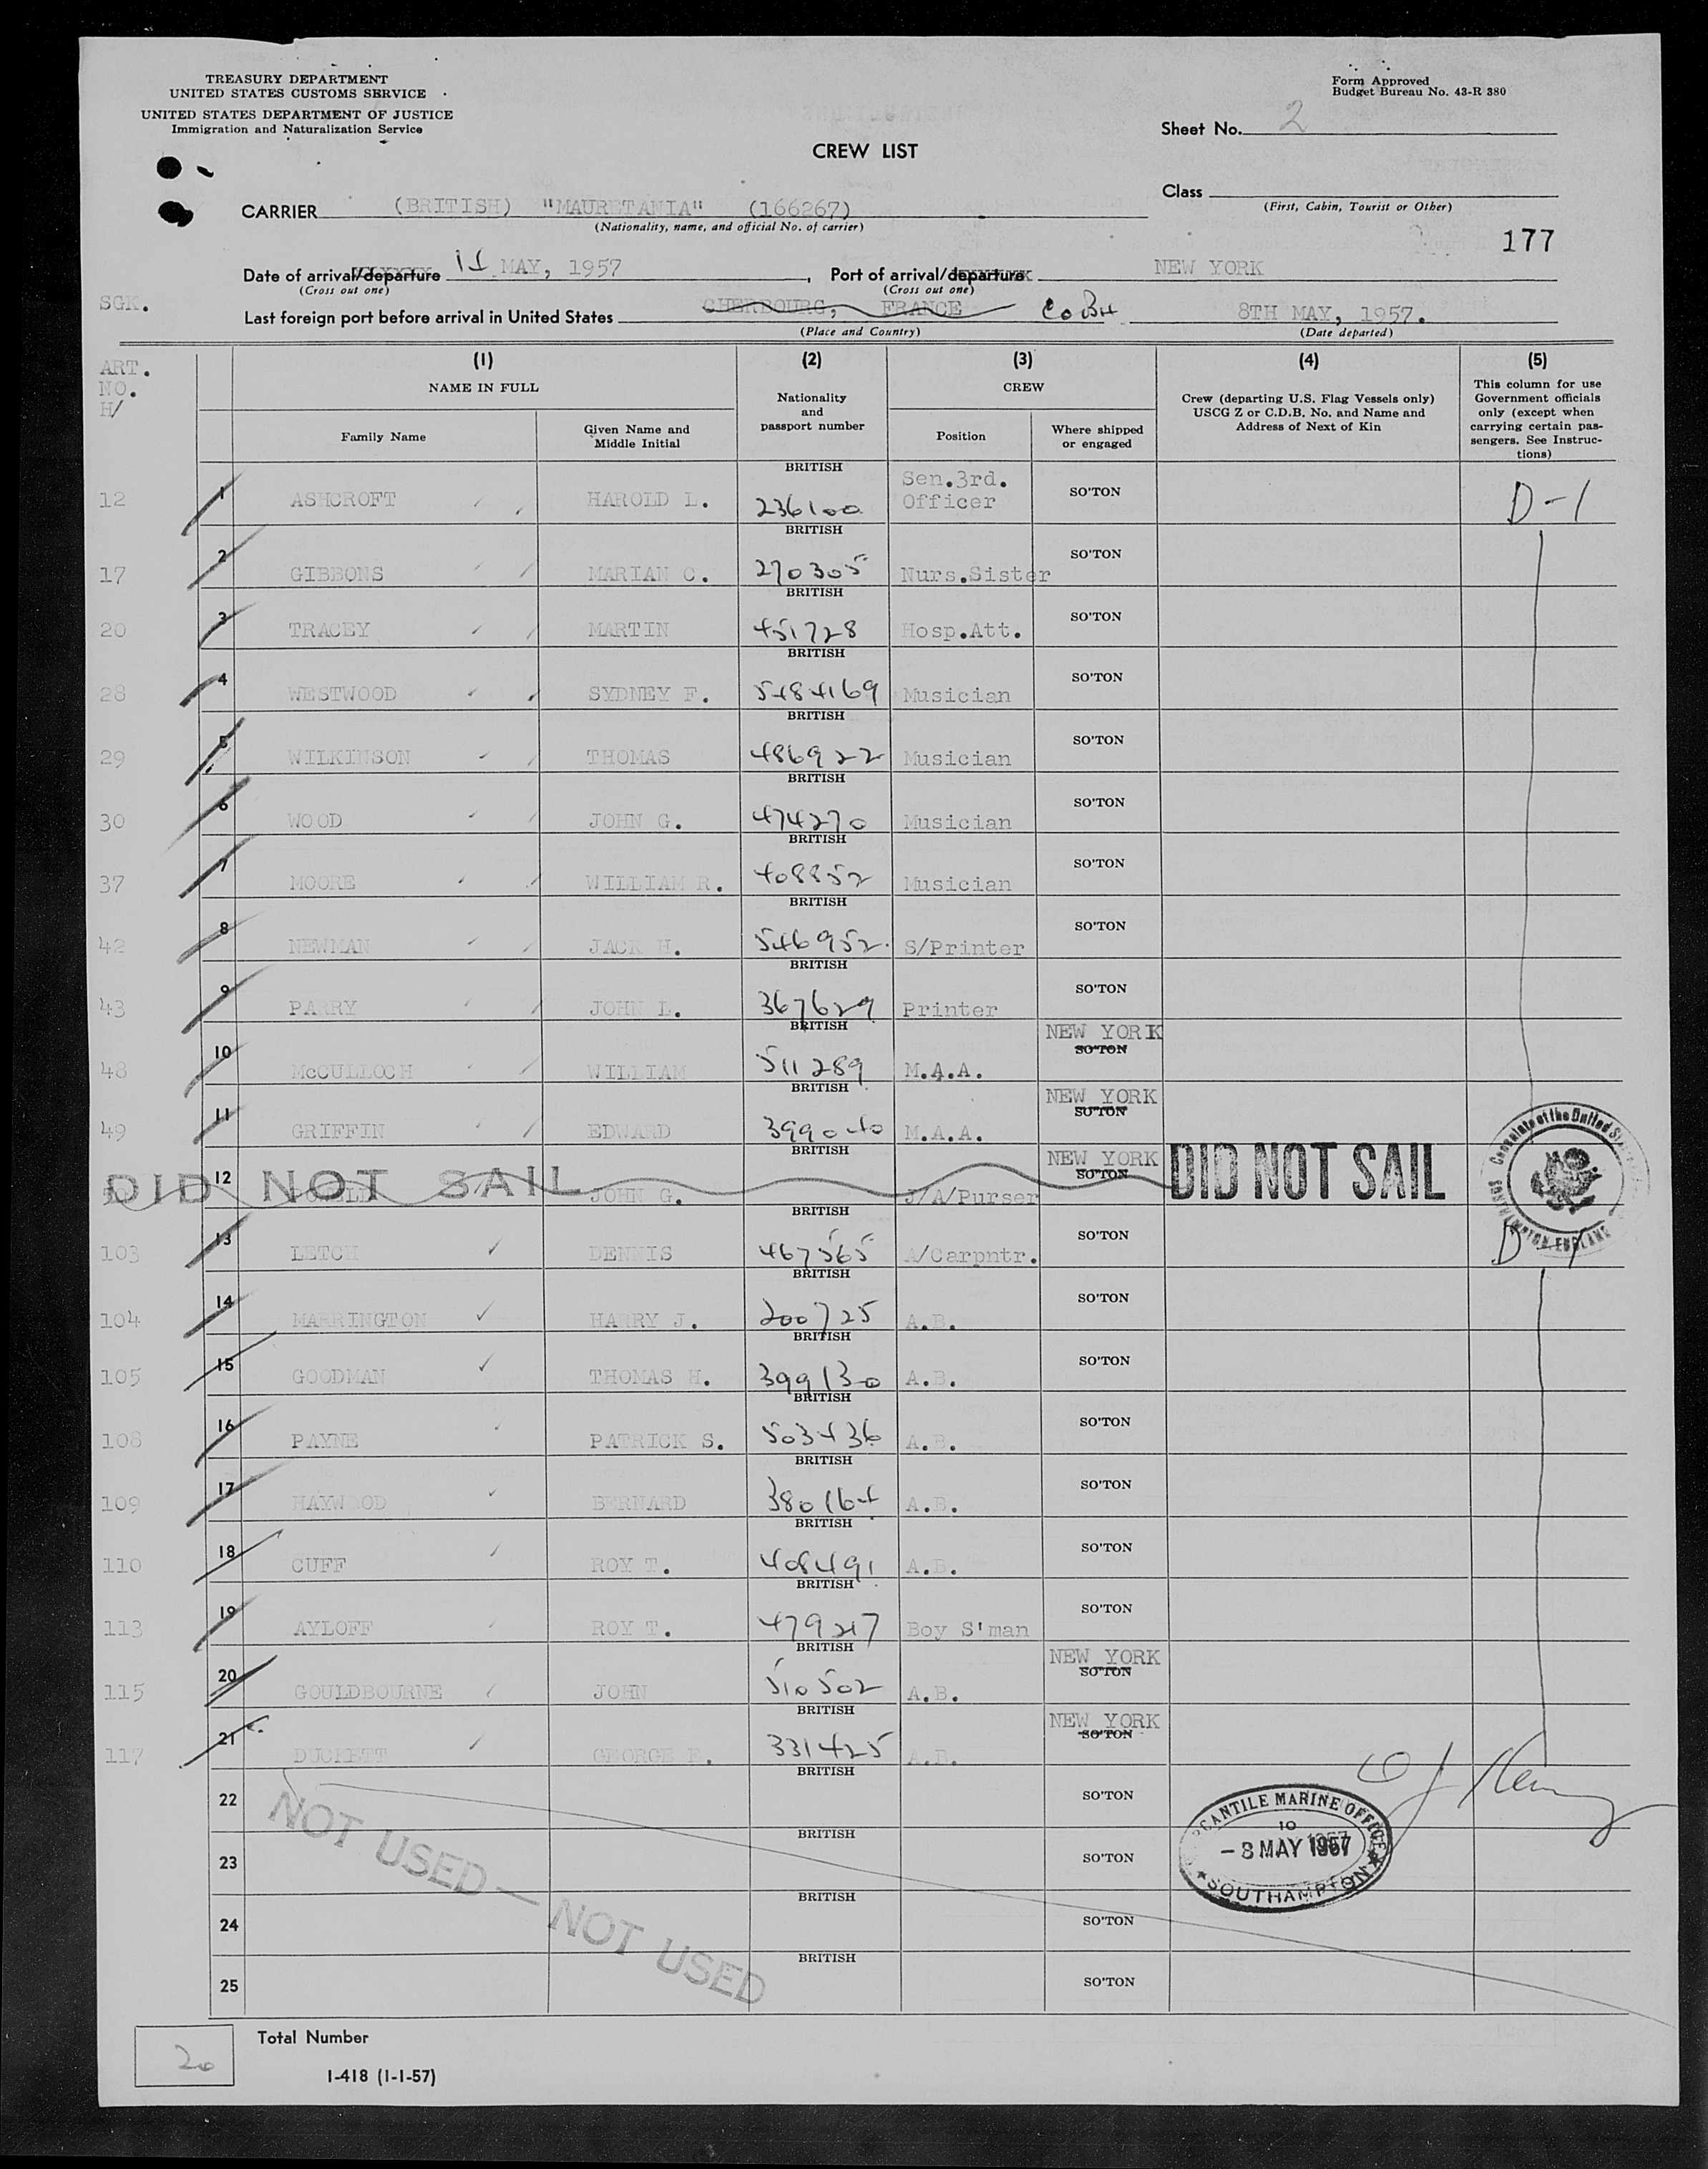 TREASURY DEPARTMENT
UNITED STATES CUSTOMS SERVICE
UNITED STATES DEPARTMENT OF JUSTICE
Immigration and Naturalization Service
Form Approved
Budget Bureau No. 43-R 380
Sheet No. 2
CREW LIST
Class
(First, Cabin, Tourist or Other)
CARRIER (BRITISH) "MAURETANIA" (166267)
(Nationality, name, and official No. of carrier)
177
Date of arrival/departure 11 MAY, 1957, Port of arrival/departure NEW YORK
(Cross out one) (Cross out one)
SGK.
Last foreign port before arrival in United States CHERBOURG, FRANCE CoBH 8TH MAY, 1957.
(Place and Country) (Date departed)
ART. NO. H/
(1) (2) (3) (4) (5)
NAME IN FULL
Nationality and passport number
CREW
Crew (departing U.S. Flag Vessels only) USCG Z or C.D.B. No. and Name and Address of Next of Kin
This column for use Government officials only (except when carrying certain passengers. See Instructions)
Family Name Given Name and Middle Initial Position Where shipped or engaged
12 1 ASHCROFT HAROLD L. BRITISH 236100 Sen.3rd. Officer SO'TON D-1
17 2 GIBBONS MARIAN C. BRITISH 270305 Nurs.Sister SO'TON
20 3 TRACEY MARTIN BRITISH 451728 Hosp.Att. SO'TON
28 4 WESTWOOD SYDNEY F. BRITISH 5484169 Musician SO'TON
29 5 WILKINSON THOMAS BRITISH 486922 Musician SO'TON
30 6 WOOD JOHN G. BRITISH 474270 Musician SO'TON
37 7 MOORE WILLIAM R. BRITISH 408852 Musician SO'TON
42 8 NEWMAN JACK H. BRITISH 546952. S/Printer SO'TON
43 9 PARRY JOHN L. BRITISH 367629 Printer SO'TON
48 10 McCULLOCH WILLIAM BRITISH 511289 M.A.A. NEW YORK SO'TON
49 11 GRIFFIN EDWARD BRITISH 399040 M.A.A. NEW YORK SO'TON
DID NOT SAIL 12 JOHN G. BRITISH J/A/Purser NEW YORK SO'TON DID NOT SAIL
Consulate of the United States
SOUTHAMPTON, ENGLAND
103 13 LETCH DENNIS BRITISH 467565 A/Carpntr. SO'TON D-1
104 14 MARRINGTON HARRY J. BRITISH 200725 A.B. SO'TON
105 15 GOODMAN THOMAS H. BRITISH 399130 A.B. SO'TON
108 16 PAYNE PATRICK S. BRITISH 503436 A.B. SO'TON
109 17 HAYWOOD BERNARD BRITISH 380164 A.B. SO'TON
110 18 CUFF ROY T. BRITISH 408491 A.B. SO'TON
113 19 AYLOFF ROY T. BRITISH 479247 Boy S'man SO'TON
115 20 GOULDBOURNE JOHN BRITISH 510502 A.B. NEW YORK SO'TON
117 21 DUCKETT GEORGE E. BRITISH 331425 A.B. NEW YORK SO'TON
22 BRITISH SO'TON
23 BRITISH SO'TON
24 BRITISH SO'TON
25 BRITISH SO'TON
NOT USED — NOT USED
MERCANTILE MARINE OFFICE
10
- 8 MAY 1957
SOUTHAMPTON
20 Total Number
I-418 (1-1-57)